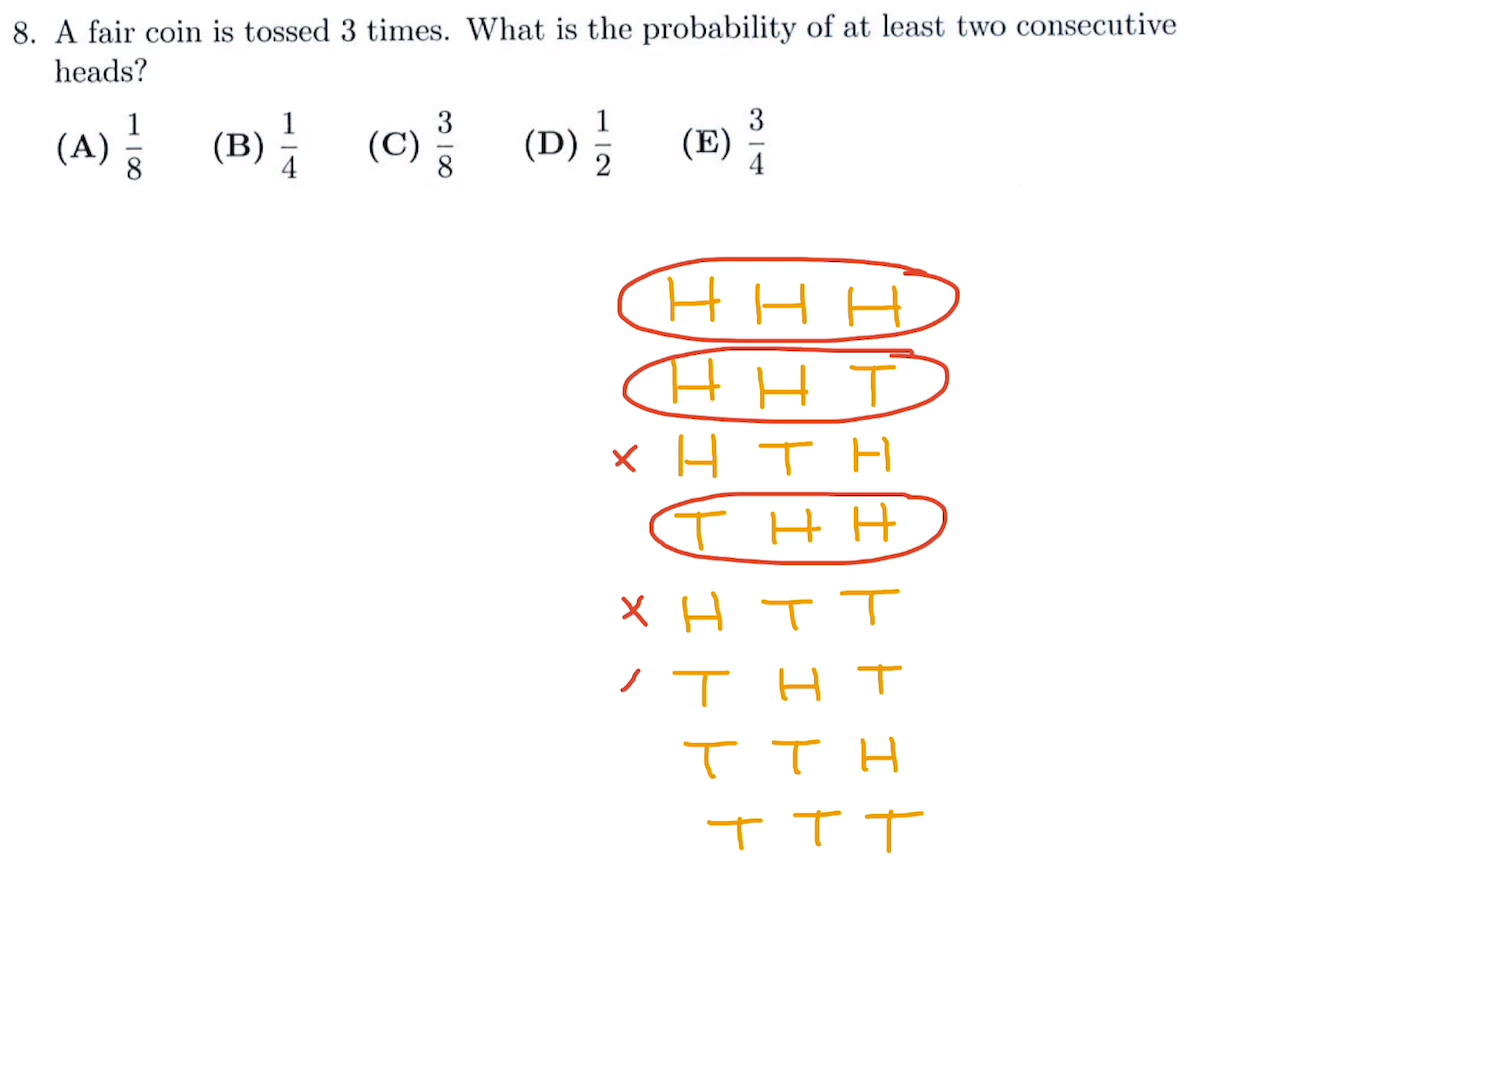 8. A fair coin is tossed 3 times. What is the probability of at least two consecutive
heads?
(A) 1/8 (B) 1/4 (C) 3/8 (D) 1/2 (E) 3/4
H H H
H H T
× H T H
T H H
× H T T
/ T H T
T T H
T T T